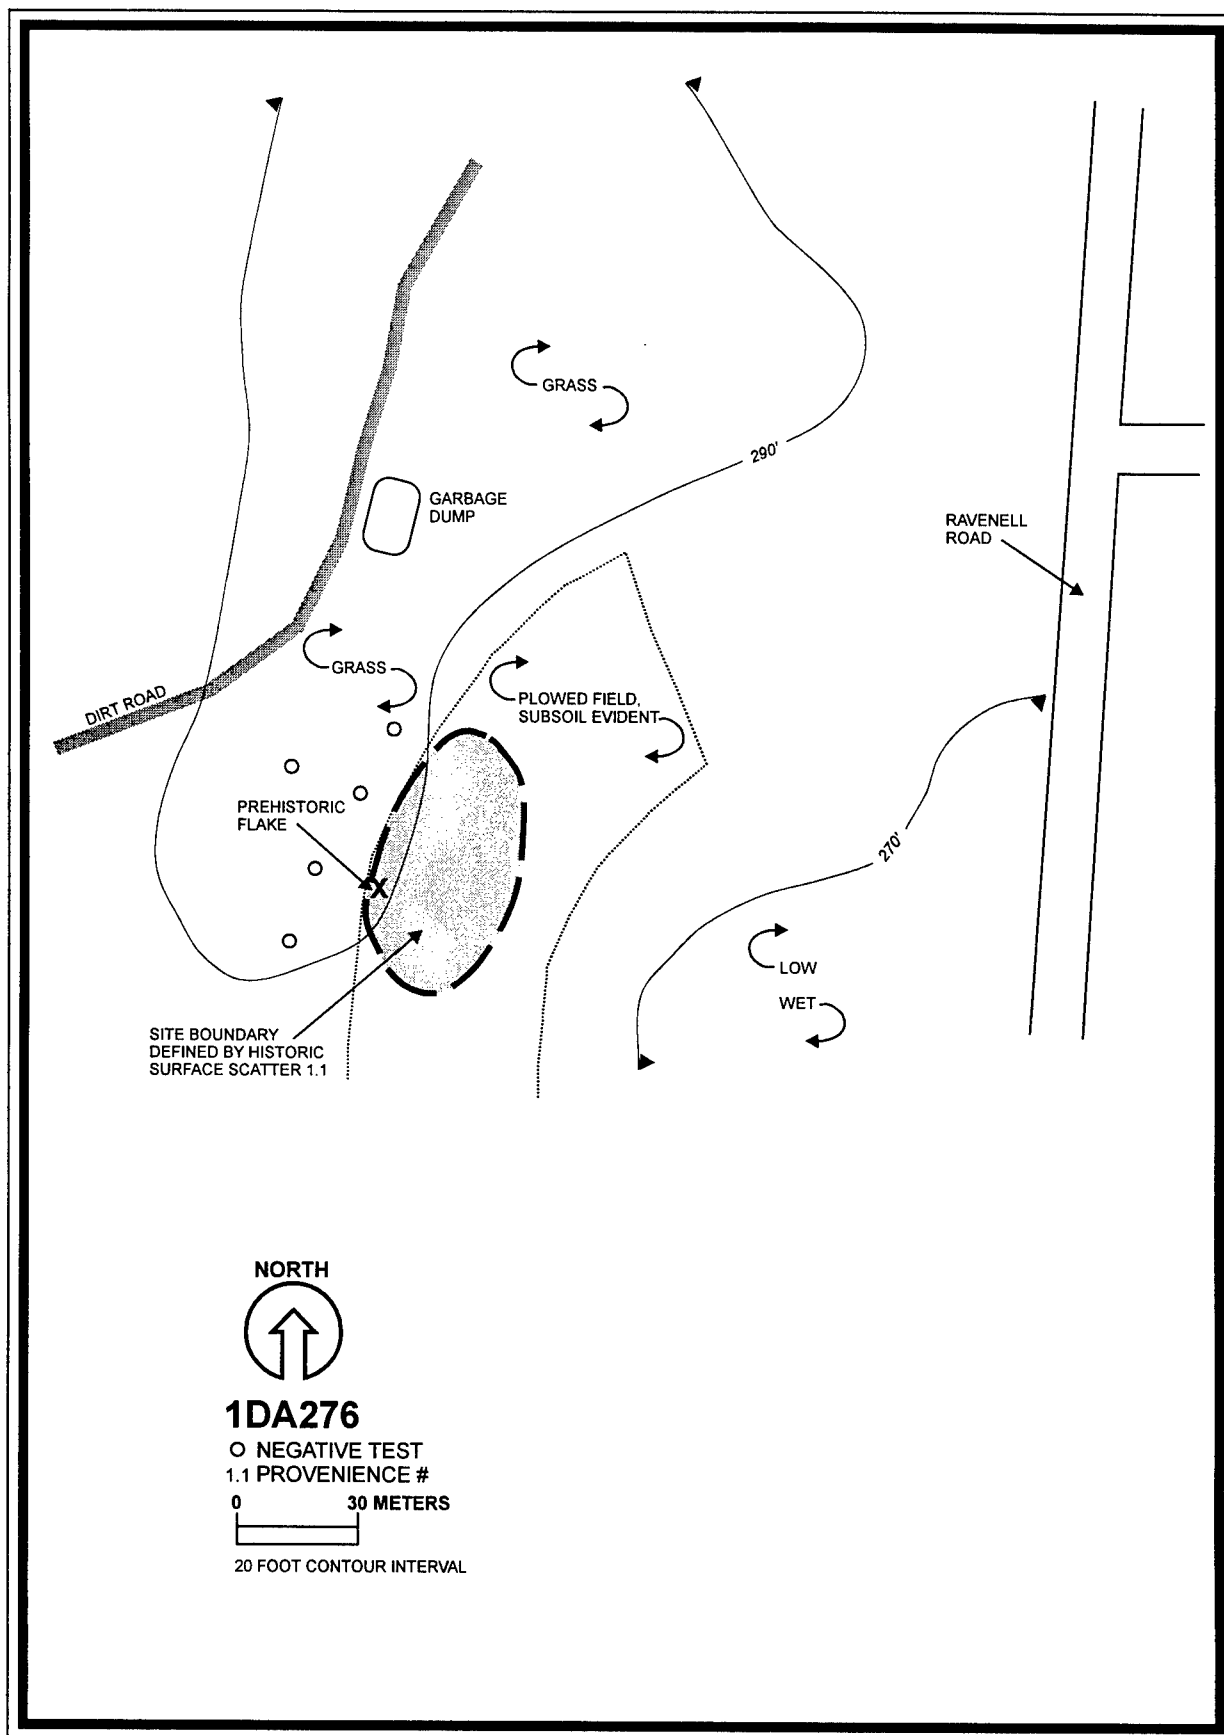 GRASS
290'
GARBAGE
DUMP
RAVENELL
ROAD
GRASS
DIRT ROAD
PLOWED FIELD,
SUBSOIL EVIDENT
PREHISTORIC
FLAKE
X
270'
LOW
WET
SITE BOUNDARY
DEFINED BY HISTORIC
SURFACE SCATTER 1.1
NORTH
1DA276
NEGATIVE TEST
1.1 PROVENIENCE #
0 30 METERS
20 FOOT CONTOUR INTERVAL